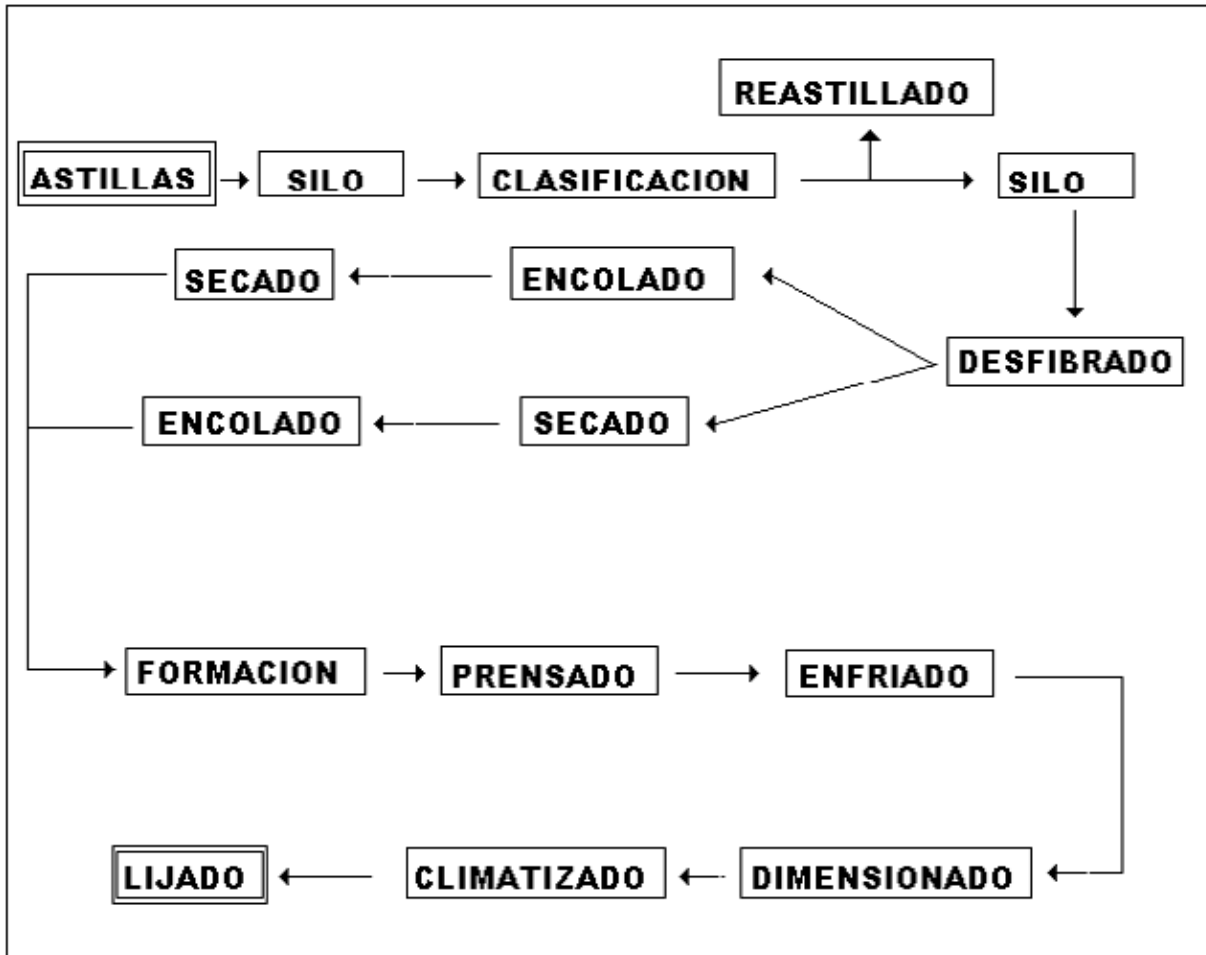 REASTILLADO
ASTILLAS
SILO
CLASIFICACION
SILO
SECADO
ENCOLADO
DESFIBRADO
ENCOLADO
SECADO
FORMACION
PRENSADO
ENFRIADO
LIJADO
CLIMATIZADO
DIMENSIONADO